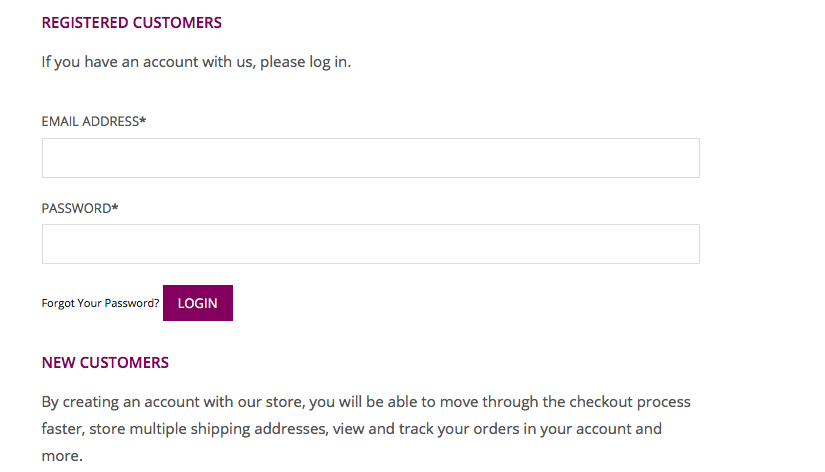 REGISTERED CUSTOMERS
If you have an account with us, please log in.
EMAIL ADDRESS*
PASSWORD*
Forgot Your Password? LOGIN
NEW CUSTOMERS
By creating an account with our store, you will be able to move through the checkout process
faster, store multiple shipping addresses, view and track your orders in your account and
more.